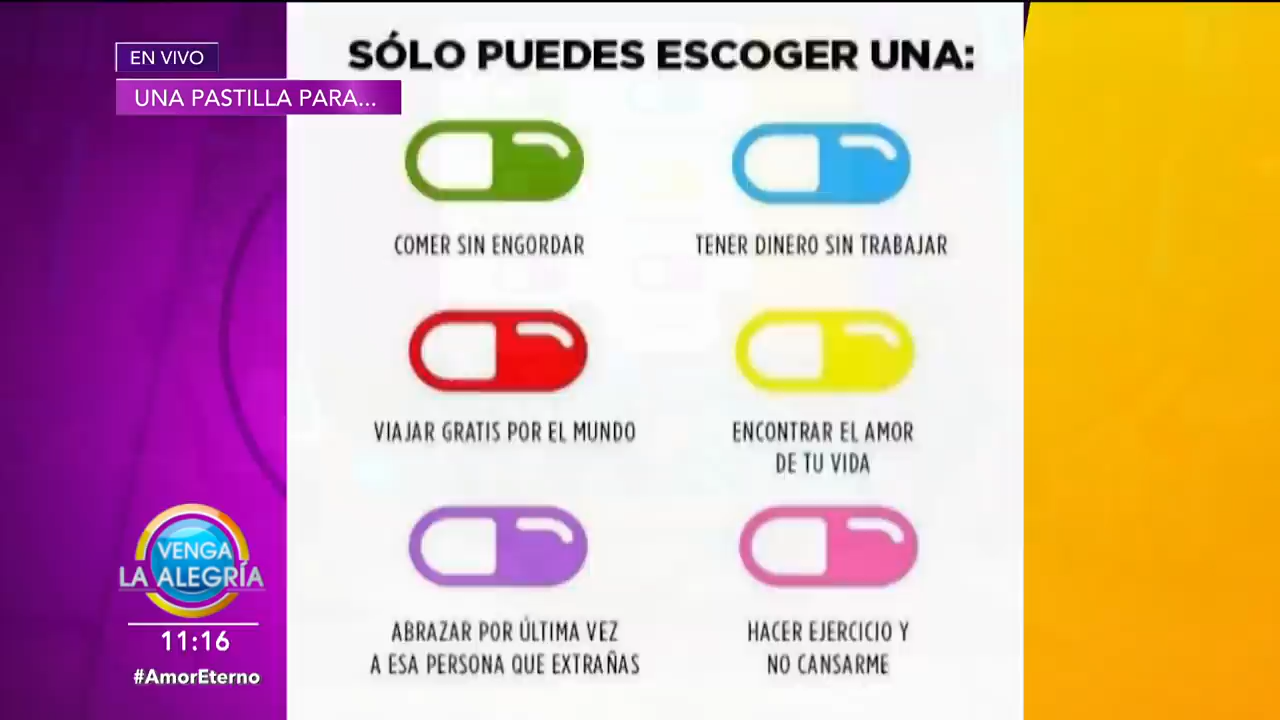 EN VIVO
UNA PASTILLA PARA...
SÓLO PUEDES ESCOGER UNA:
COMER SIN ENGORDAR
TENER DINERO SIN TRABAJAR
VIAJAR GRATIS POR EL MUNDO
ENCONTRAR EL AMOR
DE TU VIDA
ABRAZAR POR ÚLTIMA VEZ
A ESA PERSONA QUE EXTRAÑAS
HACER EJERCICIO Y
NO CANSARME
VENGA
LA ALEGRÍA
11:16
#AmorEterno